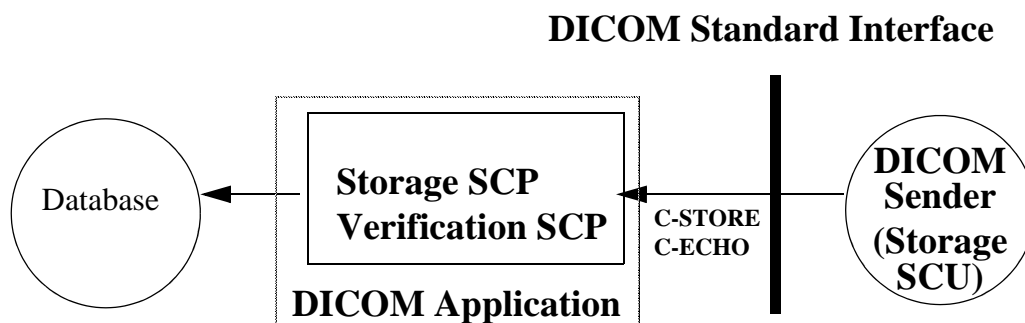 DICOM Standard Interface
Database
Storage SCP
Verification SCP
DICOM Application
C-STORE
C-ECHO
DICOM
Sender
(Storage
SCU)